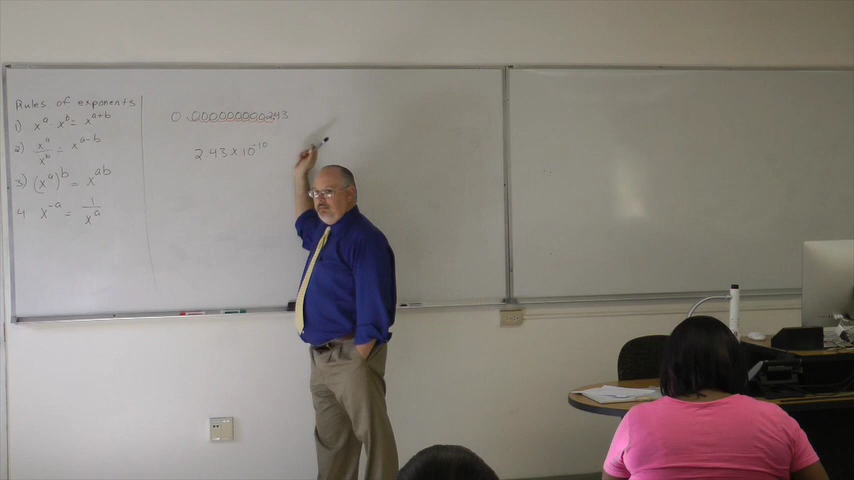 Rules of exponents
1) x^a · x^b = x^{a+b}
2) x^a / x^b = x^{a-b}
3) (x^a)^b = x^{ab}
4 x^{-a} = 1 / x^a
0.000000000243
2.43 × 10^{-10}